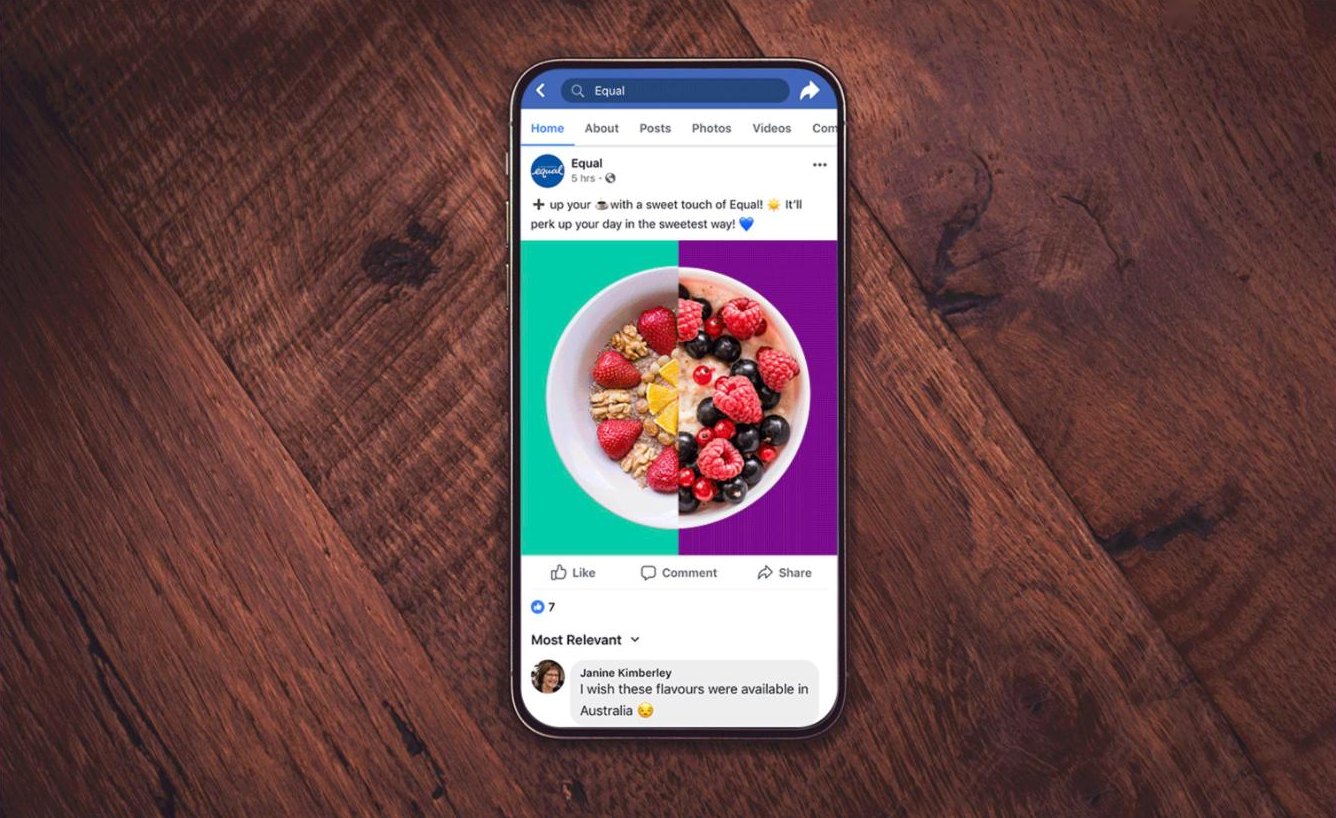 Equal
Home About Posts Photos Videos Com
equal
Equal
5 hrs ·
➕ up your ☕with a sweet touch of Equal! ☀️ It'll
perk up your day in the sweetest way! 💙
Like Comment Share
7
Most Relevant
Janine Kimberley
I wish these flavours were available in
Australia 😔